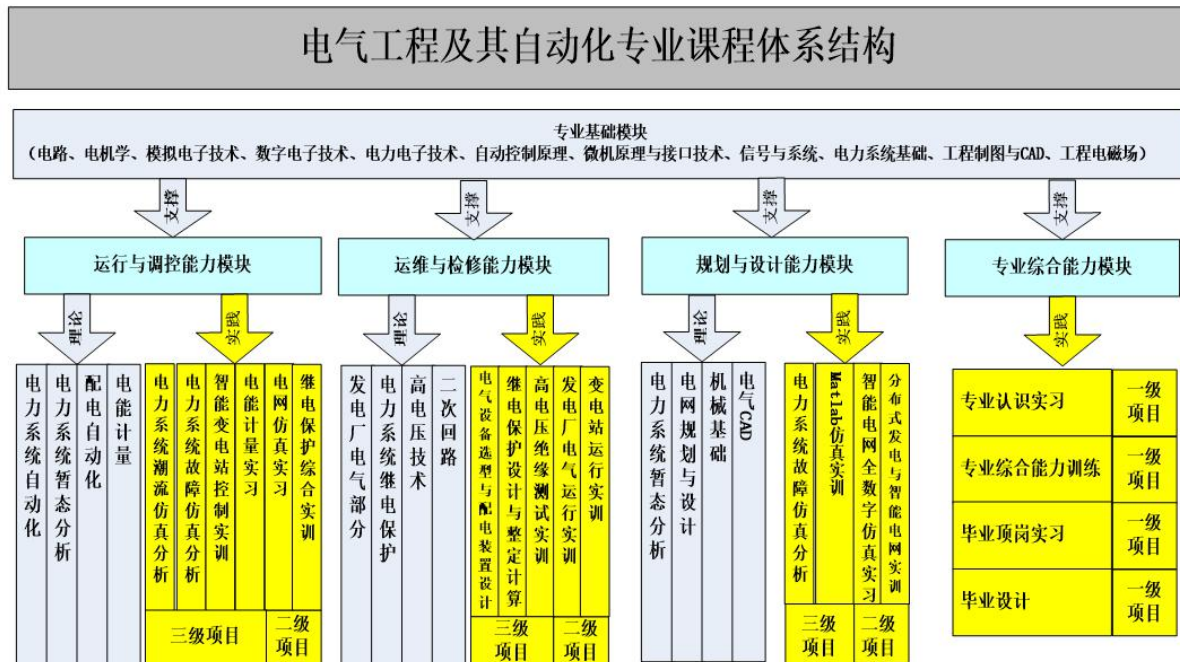 电气工程及其自动化专业课程体系结构
专业基础模块
（电路、电机学、模拟电子技术、数字电子技术、电力电子技术、自动控制原理、微机原理与接口技术、信号与系统、电力系统基础、工程制图与CAD、工程电磁场）
支撑
支撑
支撑
支撑
运行与调控能力模块
运维与检修能力模块
规划与设计能力模块
专业综合能力模块
理论
实践
理论
实践
理论
实践
实践
电力系统自动化
电力系统暂态分析
配电自动化
电能计量
电力系统潮流仿真分析
电力系统故障仿真分析
智能变电站控制实训
电能计量实习
电网仿真实习
继电保护综合实训
三级项目
二级
项目
发电厂电气部分
电力系统继电保护
高电压技术
二次回路
电气设备选型与配电装置设计
继电保护设计与整定计算
高电压绝缘测试实训
发电厂电气运行实训
变电站运行实训
三级
项目
二级
项目
电力系统暂态分析
电网规划与设计
机械基础
电气CAD
电力系统故障仿真分析
Matlab仿真实训
智能电网全数字仿真实习
分布式发电与智能电网实训
三级
项目
二级
项目
专业认识实习
一级
项目
专业综合能力训练
一级
项目
毕业顶岗实习
一级
项目
毕业设计
一级
项目